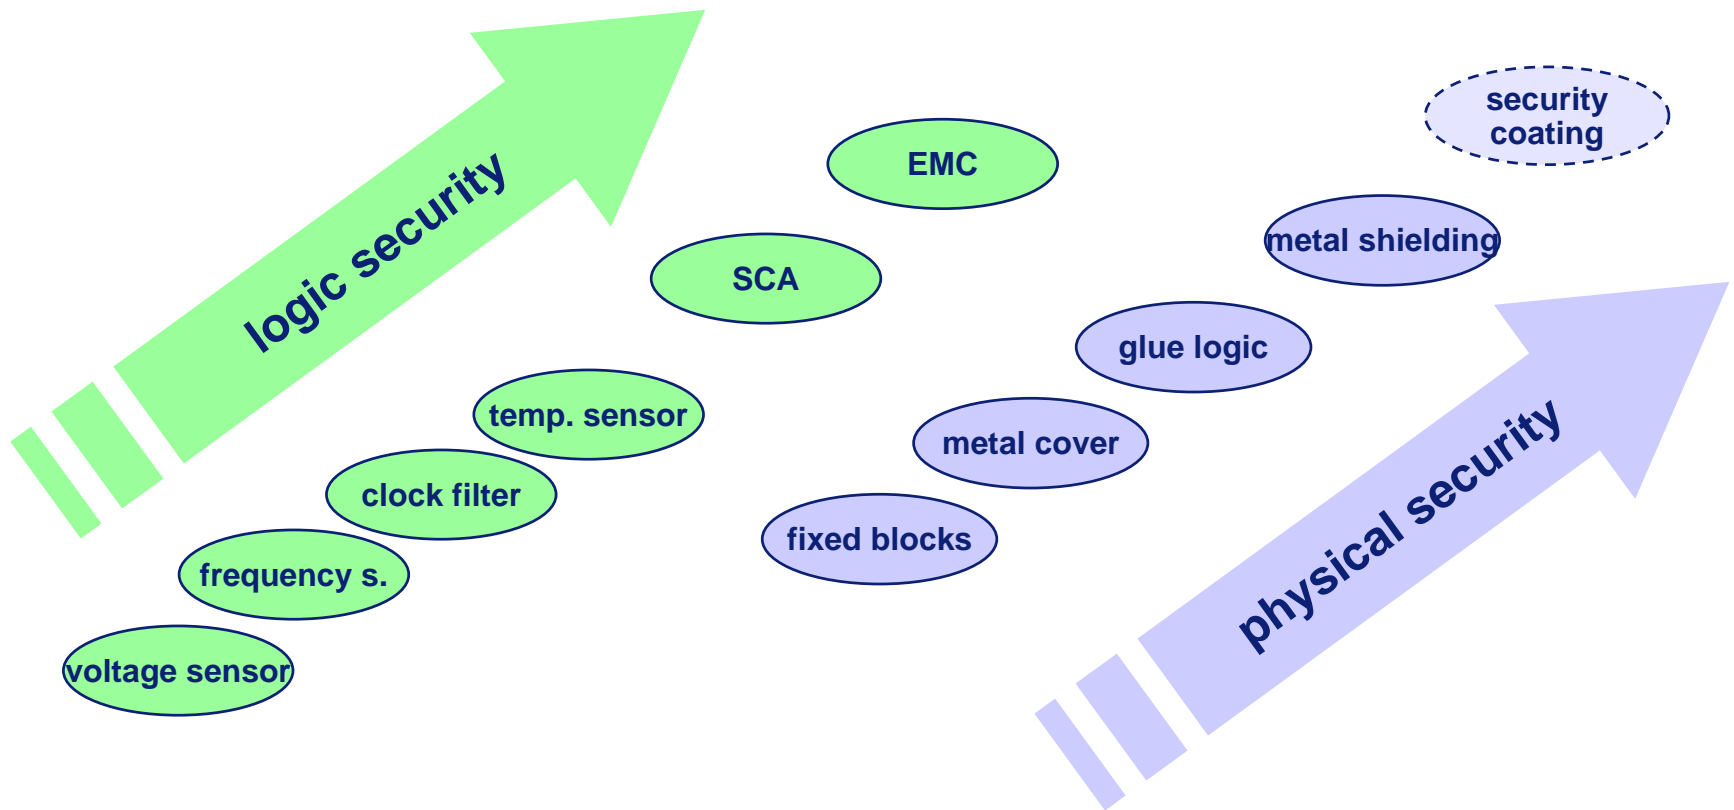 logic security
EMC
SCA
temp. sensor
clock filter
frequency s.
voltage sensor
security
coating
metal shielding
glue logic
metal cover
fixed blocks
physical security